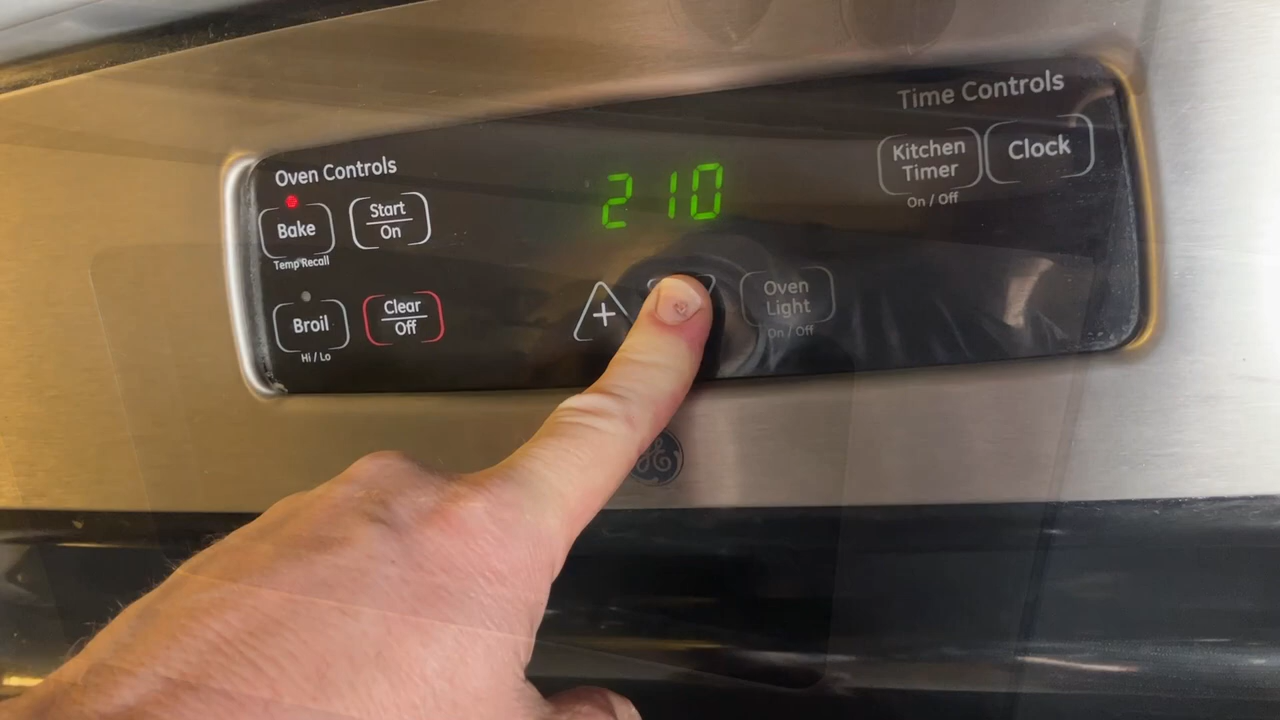 Oven Controls
Bake
Temp Recall
Start
On
Broil
Hi / Lo
Clear
Off
210
+
Oven
Light
On / Off
Time Controls
Kitchen
Timer
On / Off
Clock
GE